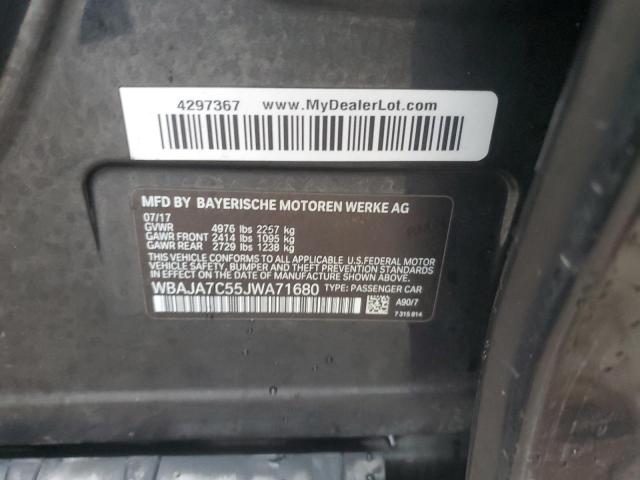 4297367 www.MyDealerLot.com
MFD BY BAYERISCHE MOTOREN WERKE AG
07/17
GVWR 4976 lbs 2257 kg
GAWR FRONT 2414 lbs 1095 kg
GAWR REAR 2729 lbs 1238 kg
THIS VEHICLE CONFORMS TO ALL APPLICABLE U.S.FEDERAL MOTOR
VEHICLE SAFETY, BUMPER, AND THEFT PREVENTION STANDARDS
IN EFFECT ON THE DATE OF MANUFACTURE SHOWN ABOVE.
WBAJA7C55JWA71680 TYPE: PASSENGER CAR
A90/7
7 315 814